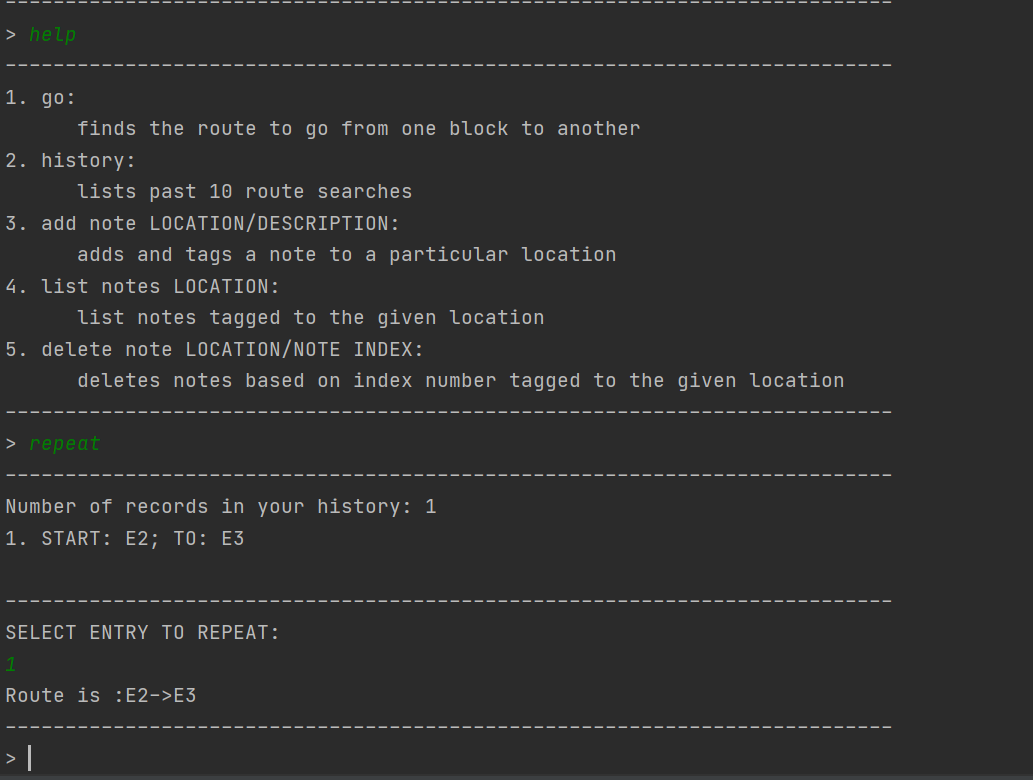 --------------------------------------------------------------------------
> help
--------------------------------------------------------------------------
1. go:
      finds the route to go from one block to another
2. history:
      lists past 10 route searches
3. add note LOCATION/DESCRIPTION:
      adds and tags a note to a particular location
4. list notes LOCATION:
      list notes tagged to the given location
5. delete note LOCATION/NOTE INDEX:
      deletes notes based on index number tagged to the given location
--------------------------------------------------------------------------
> repeat
--------------------------------------------------------------------------
Number of records in your history: 1
1. START: E2; TO: E3

--------------------------------------------------------------------------
SELECT ENTRY TO REPEAT:
1
Route is :E2->E3
--------------------------------------------------------------------------
>